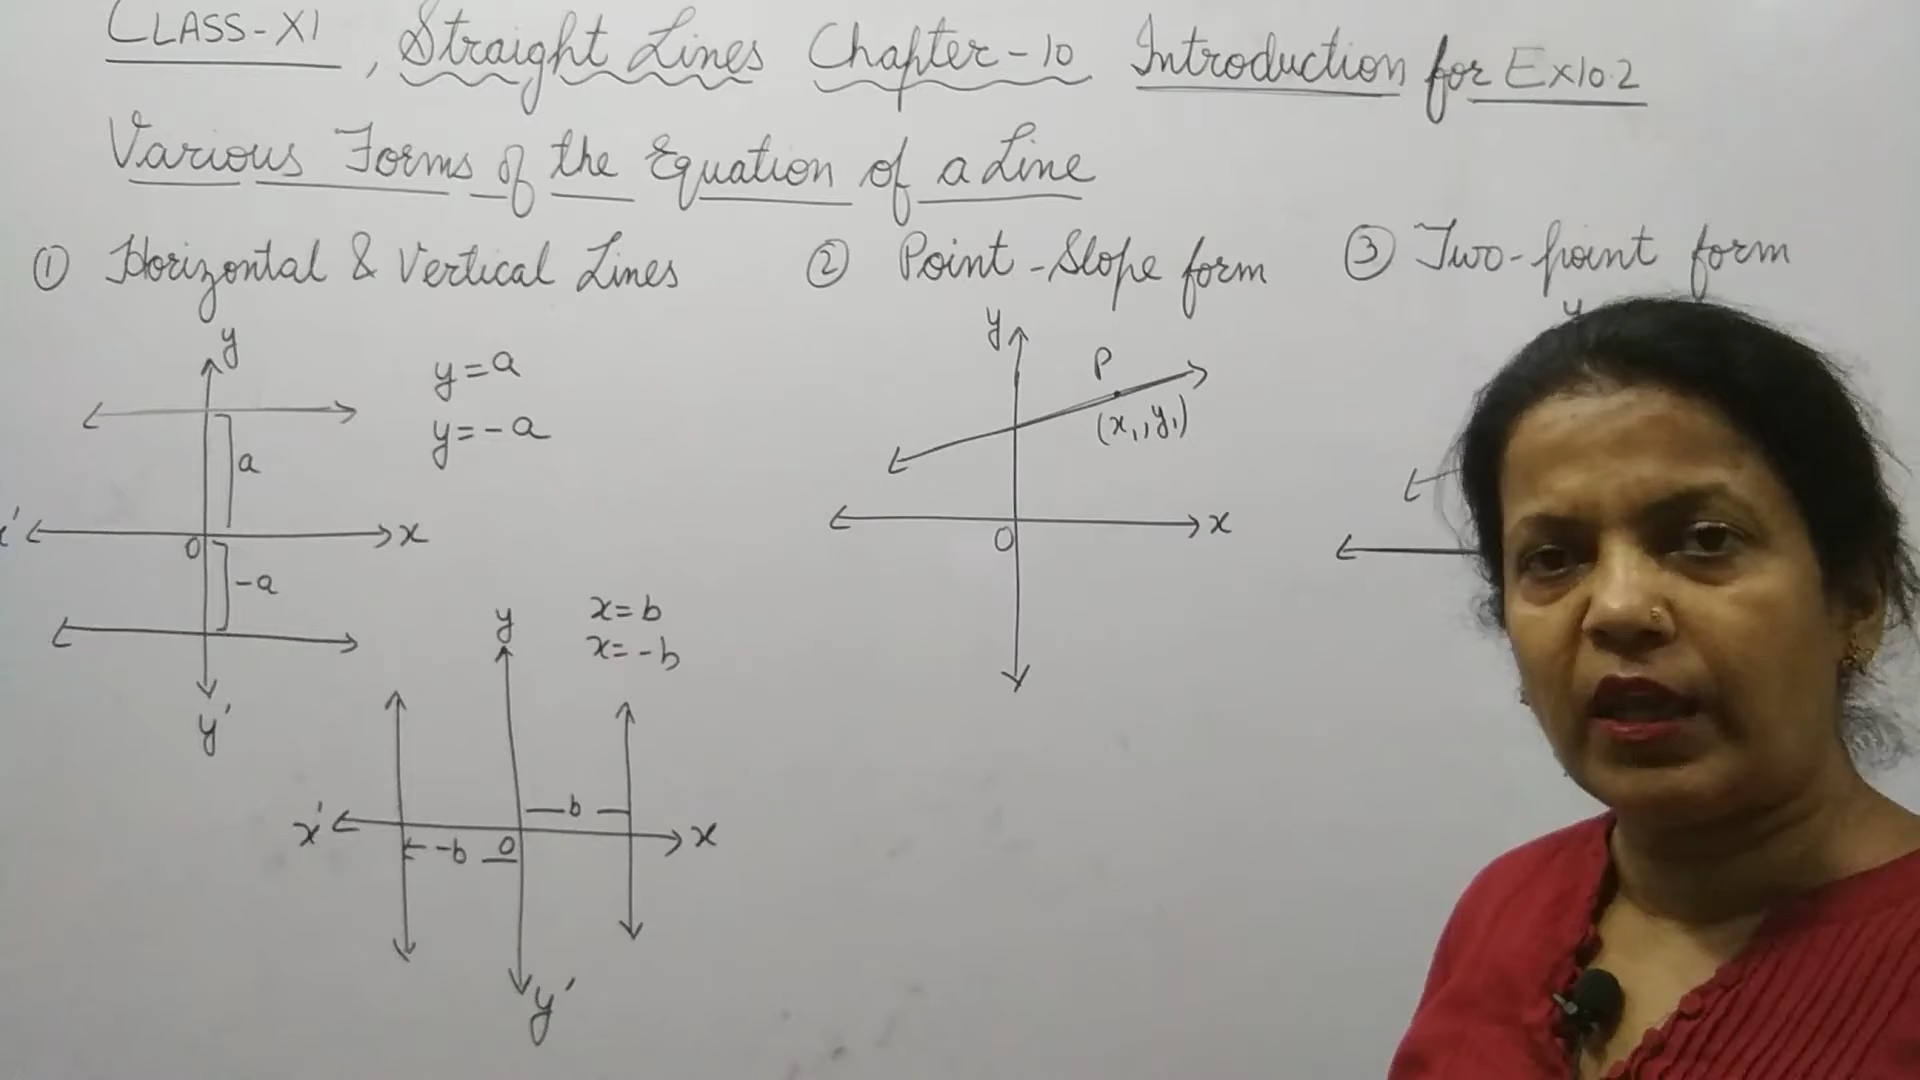 CLASS-XI, Straight Lines Chapter-10 Introduction for Ex10.2
Various Forms of the Equation of a Line
① Horizontal & Vertical Lines
y
y=a
y=-a
a
x'
x
O
-a
y'
y
x=b
x=-b
b
x'
x
-b
O
y'
② Point-Slope form
y
P
(x₁, y₁)
x
O
③ Two-point form
y